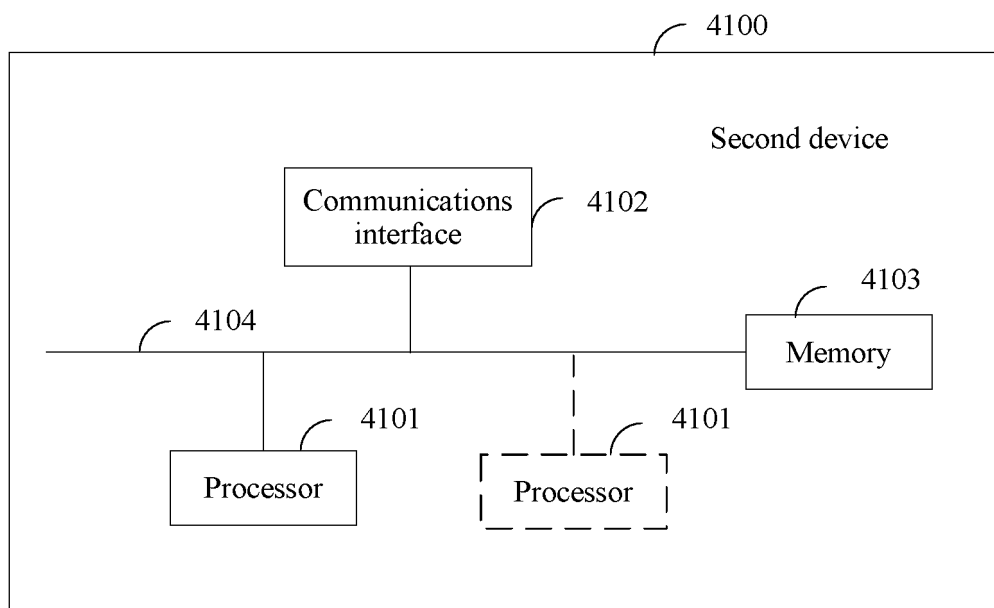 4100
Second device
Communications
interface
4102
4103
4104
Memory
4101
4101
Processor
Processor